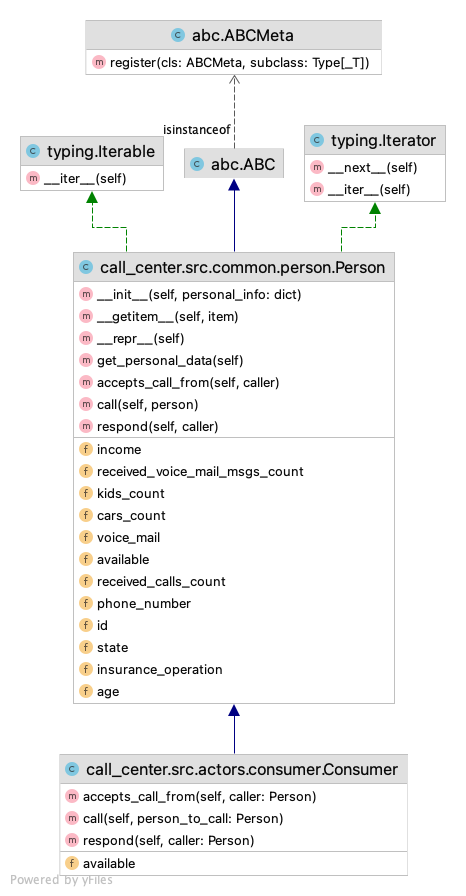 abc.ABCMeta
register(cls: ABCMeta, subclass: Type[_T])
isinstanceof
typing.Iterable
__iter__(self)
abc.ABC
typing.Iterator
__next__(self)
__iter__(self)
call_center.src.common.person.Person
__init__(self, personal_info: dict)
__getitem__(self, item)
__repr__(self)
get_personal_data(self)
accepts_call_from(self, caller)
call(self, person)
respond(self, caller)
income
received_voice_mail_msgs_count
kids_count
cars_count
voice_mail
available
received_calls_count
phone_number
id
state
insurance_operation
age
call_center.src.actors.consumer.Consumer
accepts_call_from(self, caller: Person)
call(self, person_to_call: Person)
respond(self, caller: Person)
available
Powered by yFiles